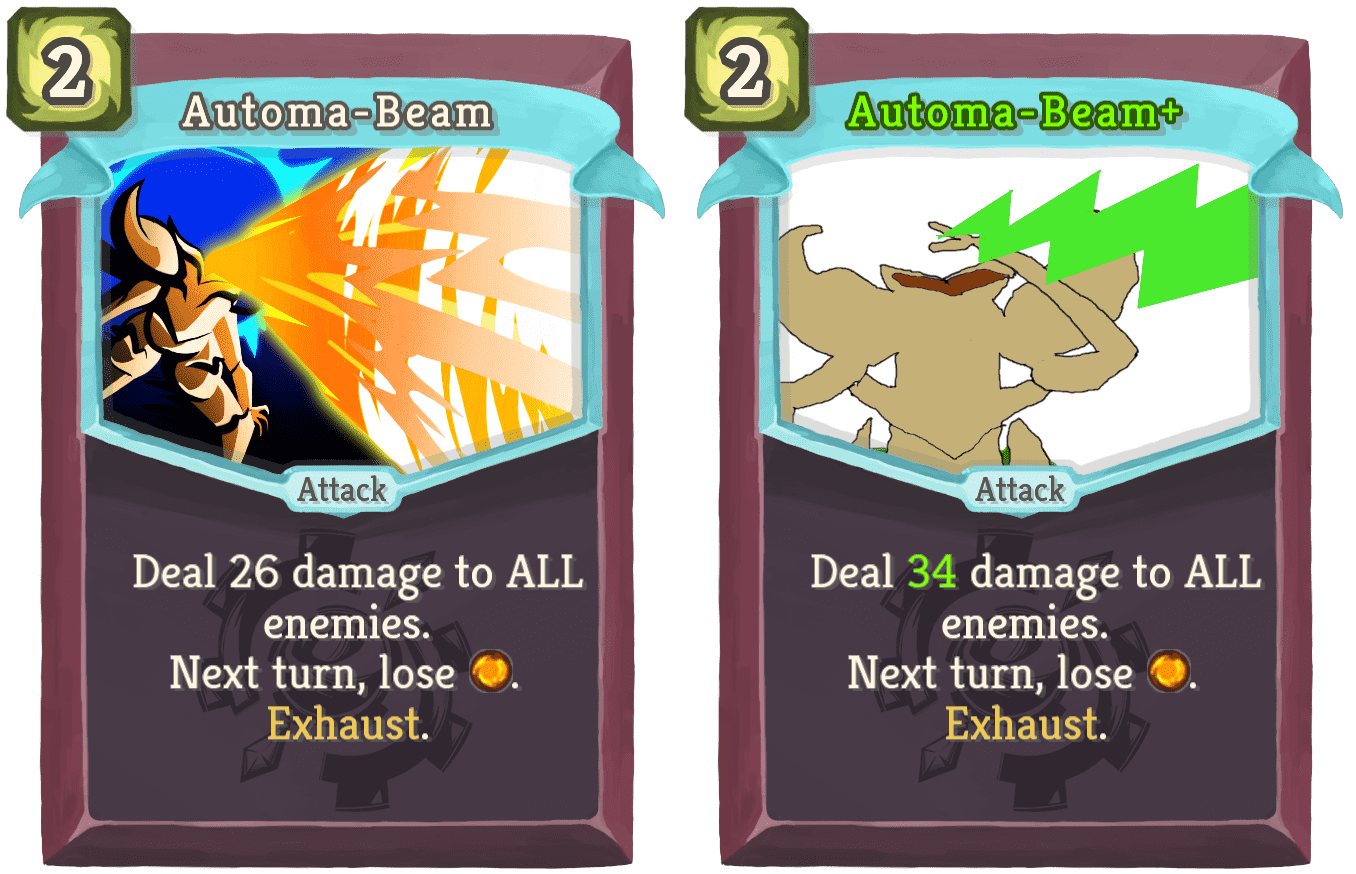 2
Automa-Beam
Attack
Deal 26 damage to ALL
enemies.
Next turn, lose .
Exhaust.
2
Automa-Beam+
Attack
Deal 34 damage to ALL
enemies.
Next turn, lose .
Exhaust.